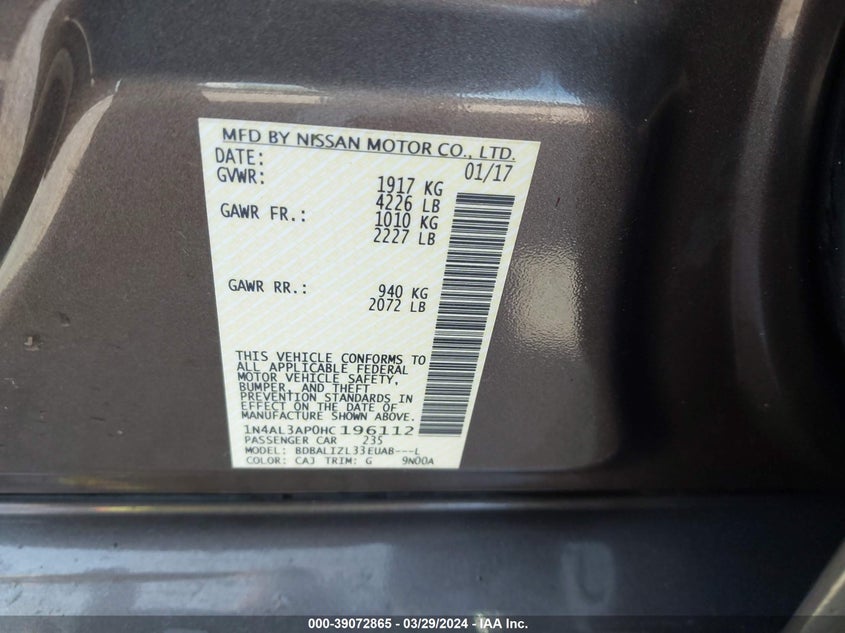 MFD BY NISSAN MOTOR CO., LTD.
DATE: 01/17
GVWR: 1917 KG
4226 LB
GAWR FR.: 1010 KG
2227 LB
GAWR RR.: 940 KG
2072 LB
THIS VEHICLE CONFORMS TO
ALL APPLICABLE FEDERAL
MOTOR VEHICLE SAFETY,
BUMPER, AND THEFT
PREVENTION STANDARDS IN
EFFECT ON THE DATE OF
MANUFACTURE SHOWN ABOVE.
1N4AL3AP0HC196112
PASSENGER CAR 235
MODEL: BDBALIZL33EUAB---L
COLOR: CAJ TRIM: G 9N00A
000-39072865 - 03/29/2024 - IAA Inc.